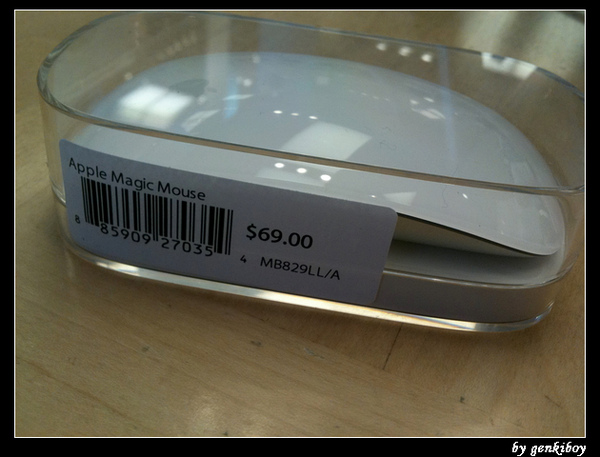 Apple Magic Mouse
8 85909 27035 4
$69.00
MB829LL/A
by genkiboy